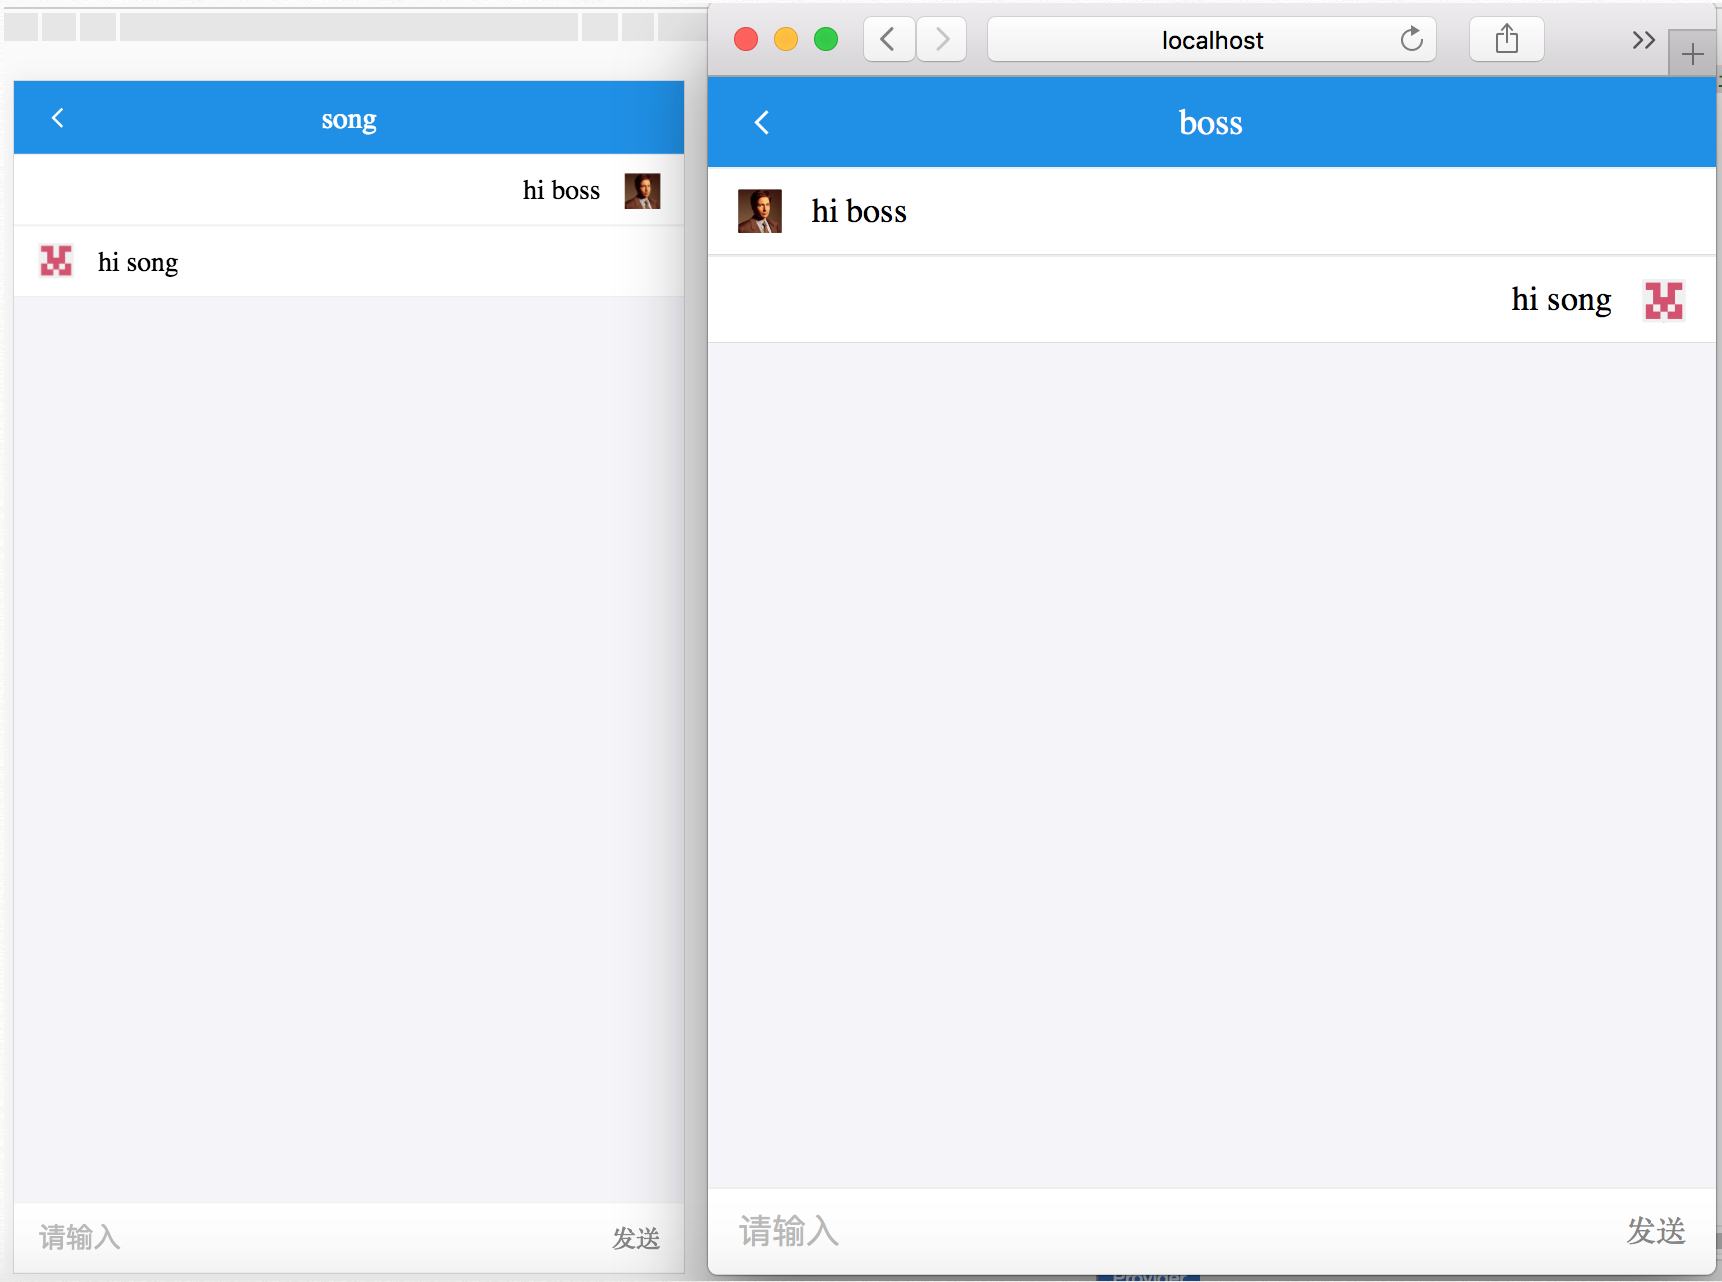 song
hi boss
hi song
请输入
发送
localhost
boss
hi boss
hi song
请输入
发送
Provider